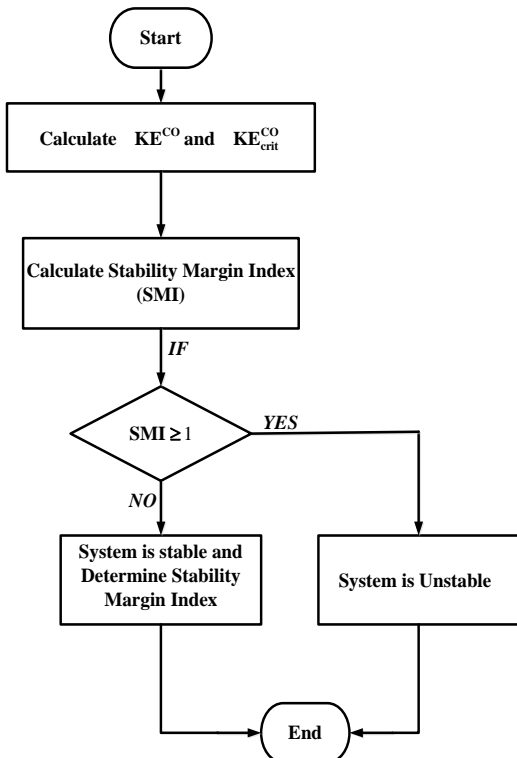 Start
Calculate KE^CO and KE^CO_crit
Calculate Stability Margin Index
(SMI)
IF
SMI ≥ 1
YES
NO
System is stable and
Determine Stability
Margin Index
System is Unstable
End